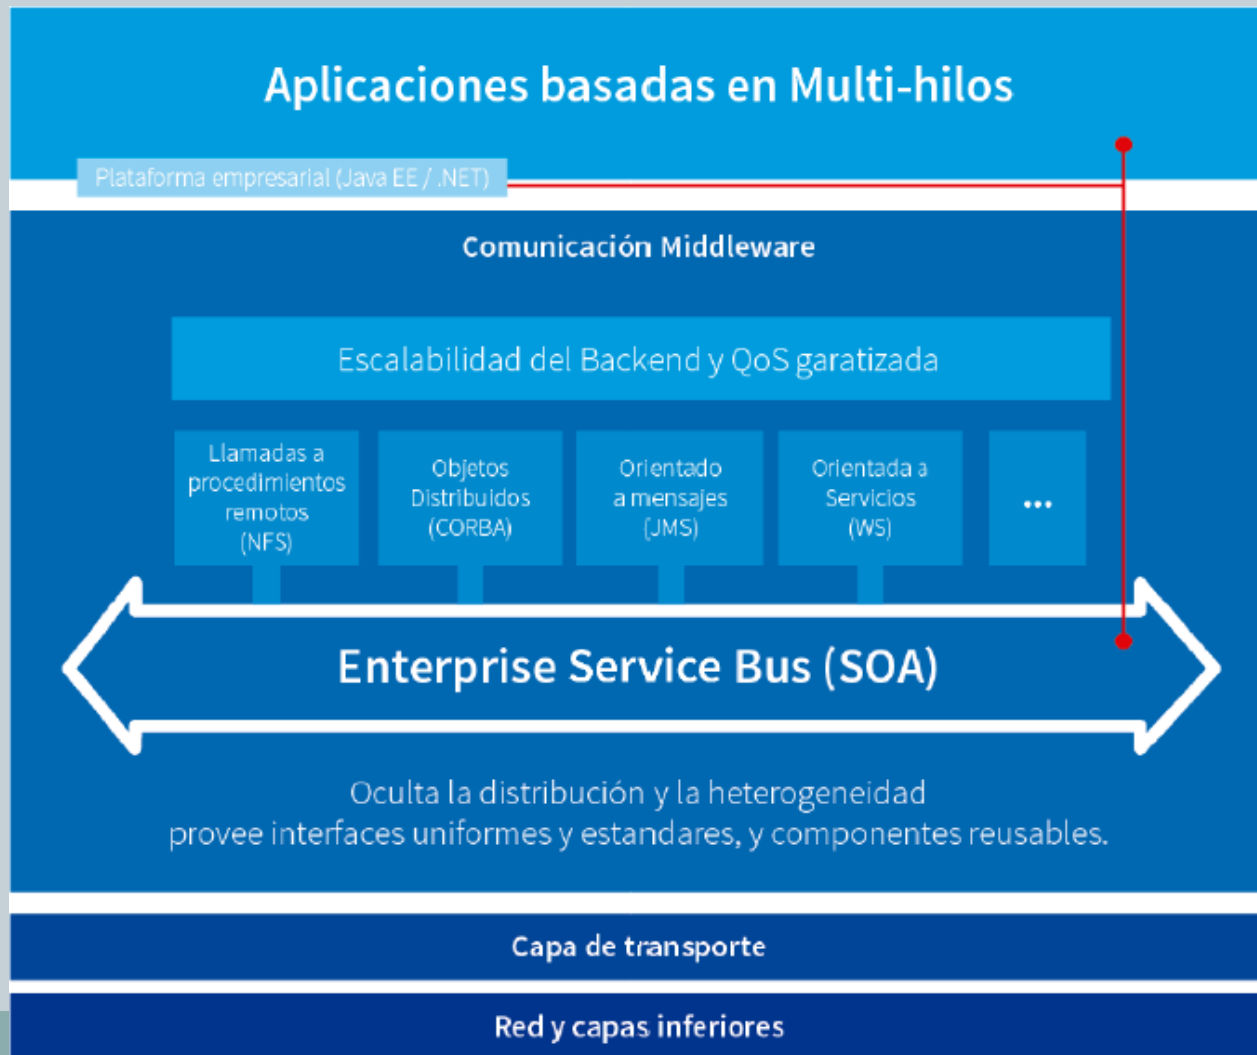 Aplicaciones basadas en Multi-hilos
Plataforma empresarial (Java EE / .NET)
Comunicación Middleware
Escalabilidad del Backend y QoS garatizada
Llamadas a
procedimientos
remotos
(NFS)
Objetos
Distribuidos
(CORBA)
Orientado
a mensajes
(JMS)
Orientada a
Servicios
(WS)
...
Enterprise Service Bus (SOA)
Oculta la distribución y la heterogeneidad
provee interfaces uniformes y estandares, y componentes reusables.
Capa de transporte
Red y capas inferiores